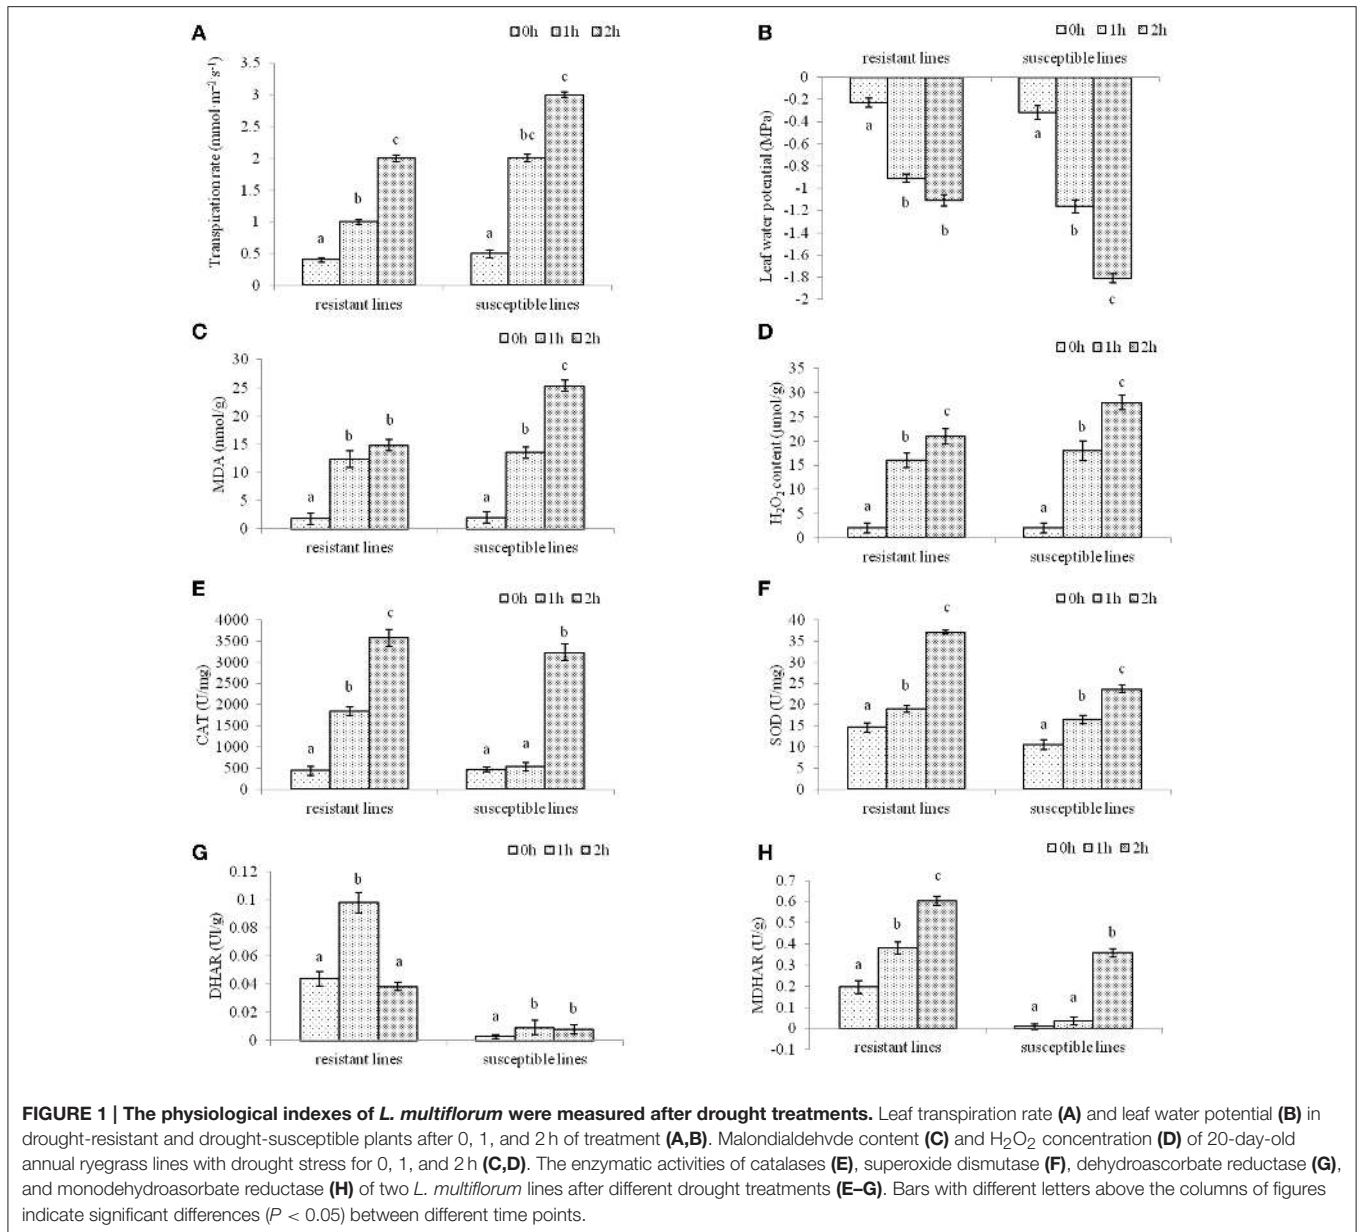 A
0h 1h 2h
Transpiration rate (mmol·m⁻²·s⁻¹)
3.5
3
2.5
2
1.5
1
0.5
0
a
b
c
a
bc
c
resistant lines
susceptible lines
B
0h 1h 2h
resistant lines
susceptible lines
Leaf water potential (MPa)
0
-0.2
-0.4
-0.6
-0.8
-1
-1.2
-1.4
-1.6
-1.8
-2
a
b
b
a
b
c
C
0h 1h 2h
MDA (nmol/g)
30
25
20
15
10
5
0
a
b
b
a
b
c
resistant lines
susceptible lines
D
0h 1h 2h
H₂O₂ content (μmol/g)
35
30
25
20
15
10
5
0
a
b
c
a
b
c
resistant lines
susceptible lines
E
0h 1h 2h
CAT (U/mg)
4000
3500
3000
2500
2000
1500
1000
500
0
a
b
c
a
a
b
resistant lines
susceptible lines
F
0h 1h 2h
SOD (U/mg)
40
35
30
25
20
15
10
5
0
a
b
c
a
b
c
resistant lines
susceptible lines
G
0h 1h 2h
DHAR (UI/g)
0.12
0.1
0.08
0.06
0.04
0.02
0
a
b
a
a
b
b
resistant lines
susceptible lines
H
0h 1h 2h
MDHAR (U/g)
0.7
0.6
0.5
0.4
0.3
0.2
0.1
0
-0.1
a
b
c
a
a
b
resistant lines
susceptible lines
FIGURE 1 | The physiological indexes of L. multiflorum were measured after drought treatments. Leaf transpiration rate (A) and leaf water potential (B) in
drought-resistant and drought-susceptible plants after 0, 1, and 2 h of treatment (A,B). Malondialdehvde content (C) and H₂O₂ concentration (D) of 20-day-old
annual ryegrass lines with drought stress for 0, 1, and 2 h (C,D). The enzymatic activities of catalases (E), superoxide dismutase (F), dehydroascorbate reductase (G),
and monodehydroasorbate reductase (H) of two L. multiflorum lines after different drought treatments (E–G). Bars with different letters above the columns of figures
indicate significant differences (P < 0.05) between different time points.